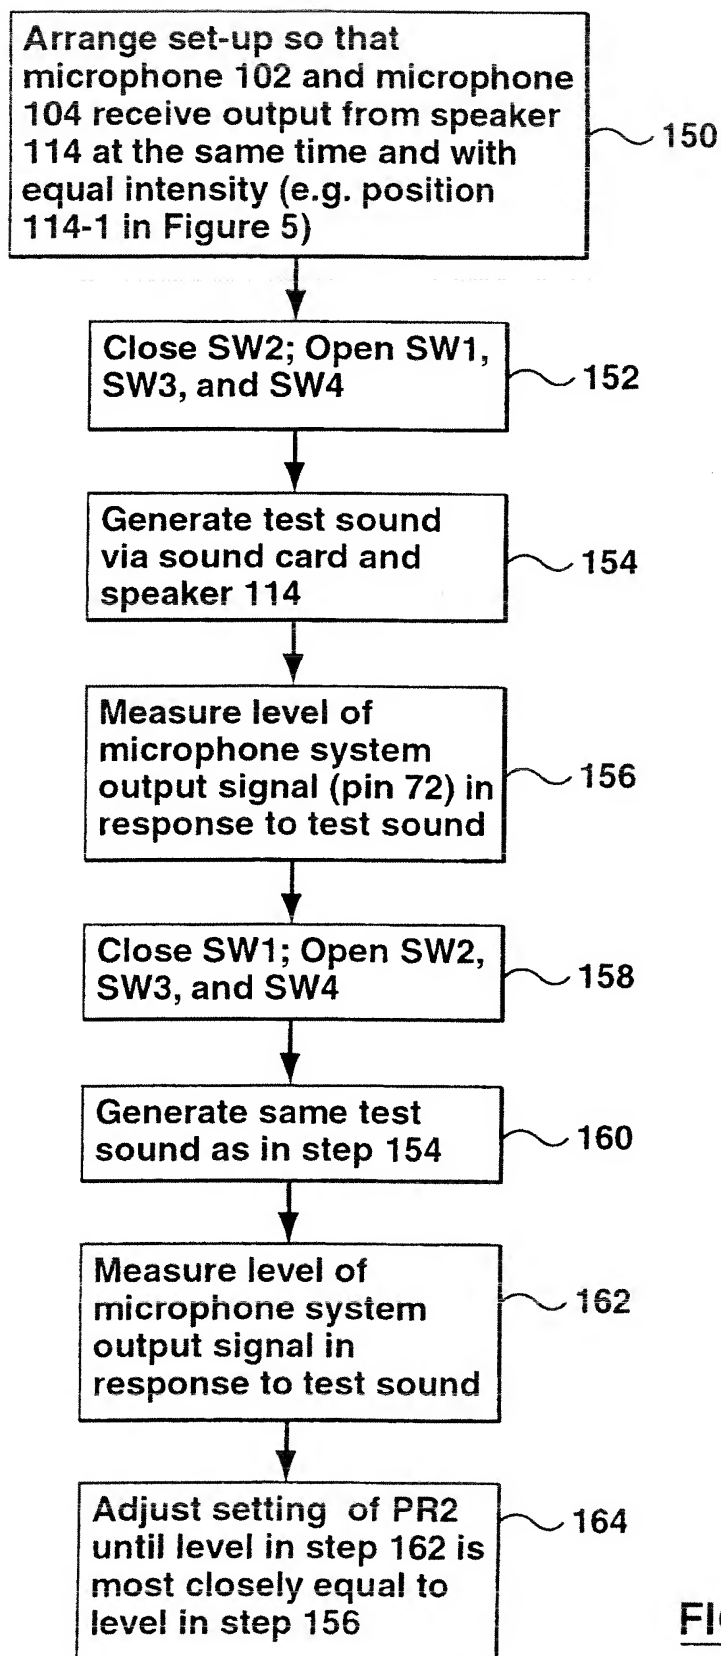 Arrange set-up so that
microphone 102 and microphone
104 receive output from speaker
114 at the same time and with
equal intensity (e.g. position
114-1 in Figure 5)
150
Close SW2; Open SW1,
SW3, and SW4
152
Generate test sound
via sound card and
speaker 114
154
Measure level of
microphone system
output signal (pin 72) in
response to test sound
156
Close SW1; Open SW2,
SW3, and SW4
158
Generate same test
sound as in step 154
160
Measure level of
microphone system
output signal in
response to test sound
162
Adjust setting of PR2
until level in step 162 is
most closely equal to
level in step 156
164